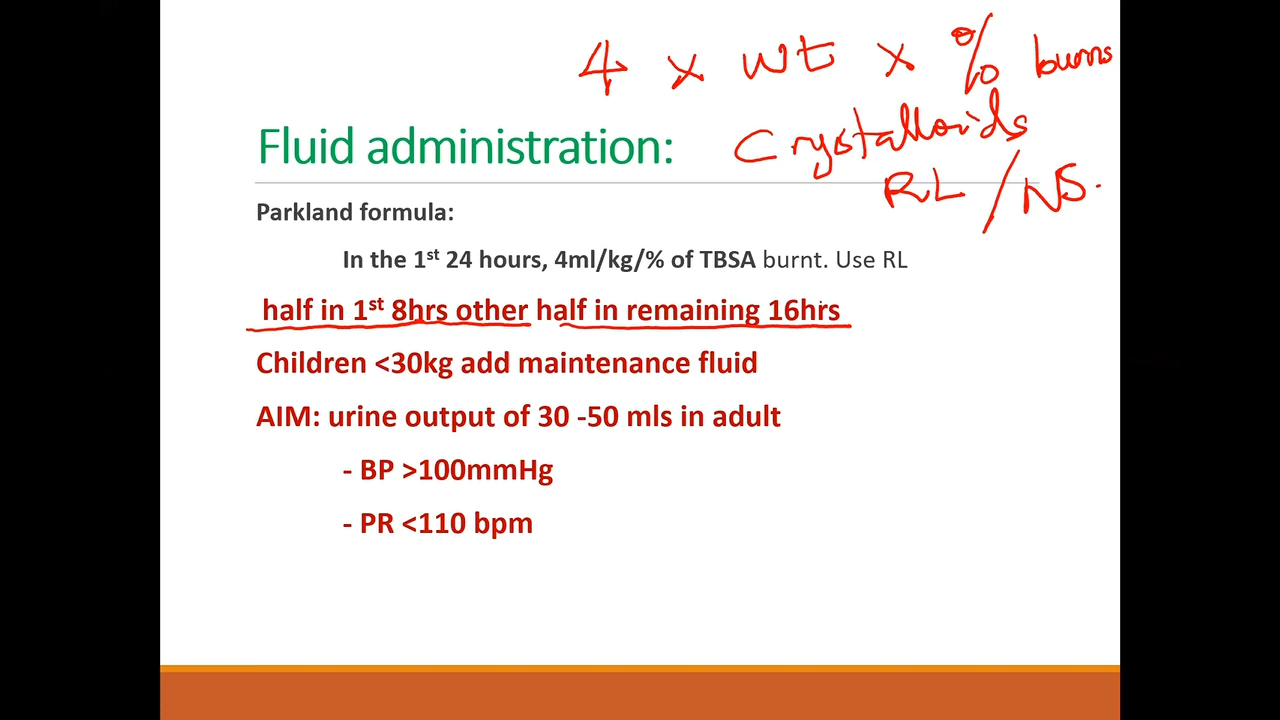 4 x wt x % burns
Crystalloids
RL / NS.
Fluid administration:
Parkland formula:
In the 1st 24 hours, 4ml/kg/% of TBSA burnt. Use RL
half in 1st 8hrs other half in remaining 16hrs
Children <30kg add maintenance fluid
AIM: urine output of 30 -50 mls in adult
- BP >100mmHg
- PR <110 bpm